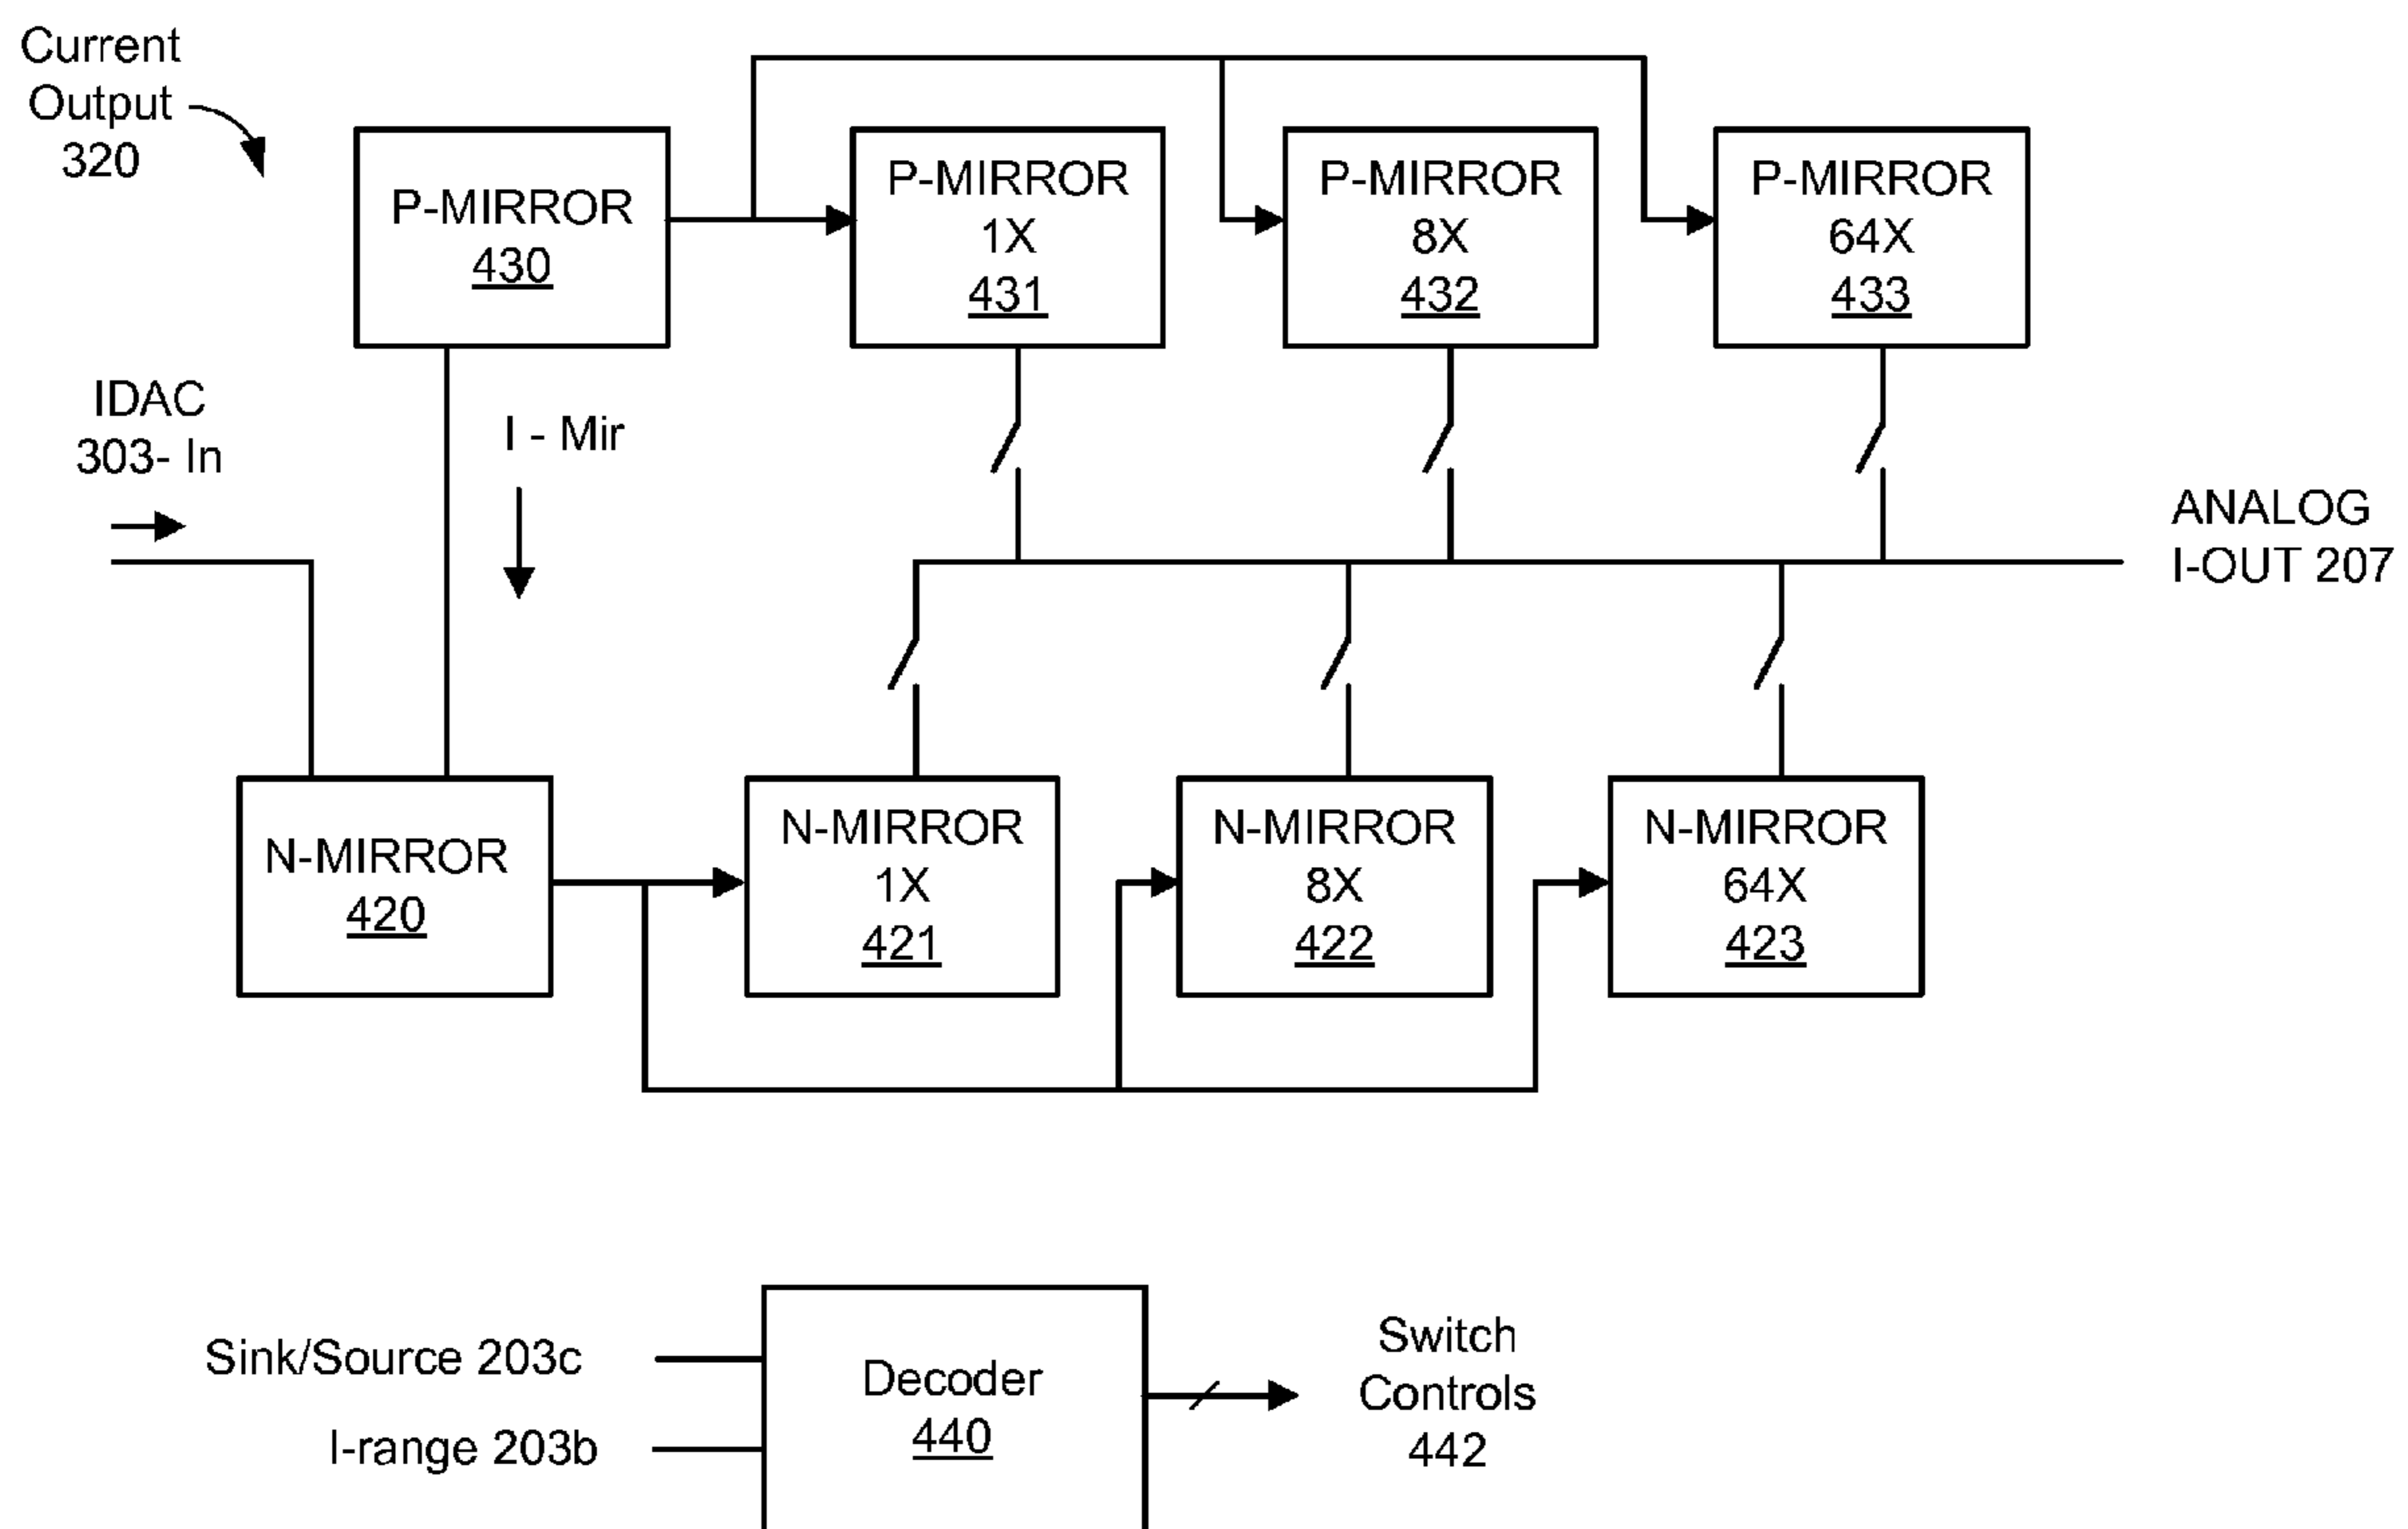 Current
Output
320
P-MIRROR
430
P-MIRROR
1X
431
P-MIRROR
8X
432
P-MIRROR
64X
433
IDAC
303- In
I - Mir
ANALOG
I-OUT 207
N-MIRROR
420
N-MIRROR
1X
421
N-MIRROR
8X
422
N-MIRROR
64X
423
Sink/Source 203c
I-range 203b
Decoder
440
Switch
Controls
442